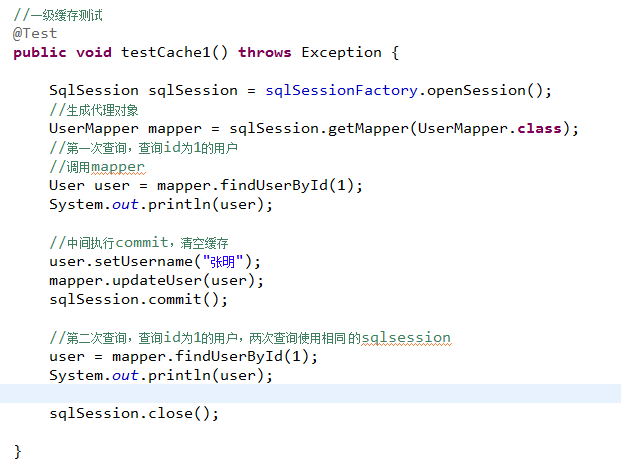 //一级缓存测试
@Test
public void testCache1() throws Exception {
SqlSession sqlSession = sqlSessionFactory.openSession();
//生成代理对象
UserMapper mapper = sqlSession.getMapper(UserMapper.class);
//第一次查询，查询id为1的用户
//调用mapper
User user = mapper.findUserById(1);
System.out.println(user);
//中间执行commit，清空缓存
user.setUsername("张明");
mapper.updateUser(user);
sqlSession.commit();
//第二次查询，查询id为1的用户，两次查询使用相同的sqlsession
user = mapper.findUserById(1);
System.out.println(user);
sqlSession.close();
}